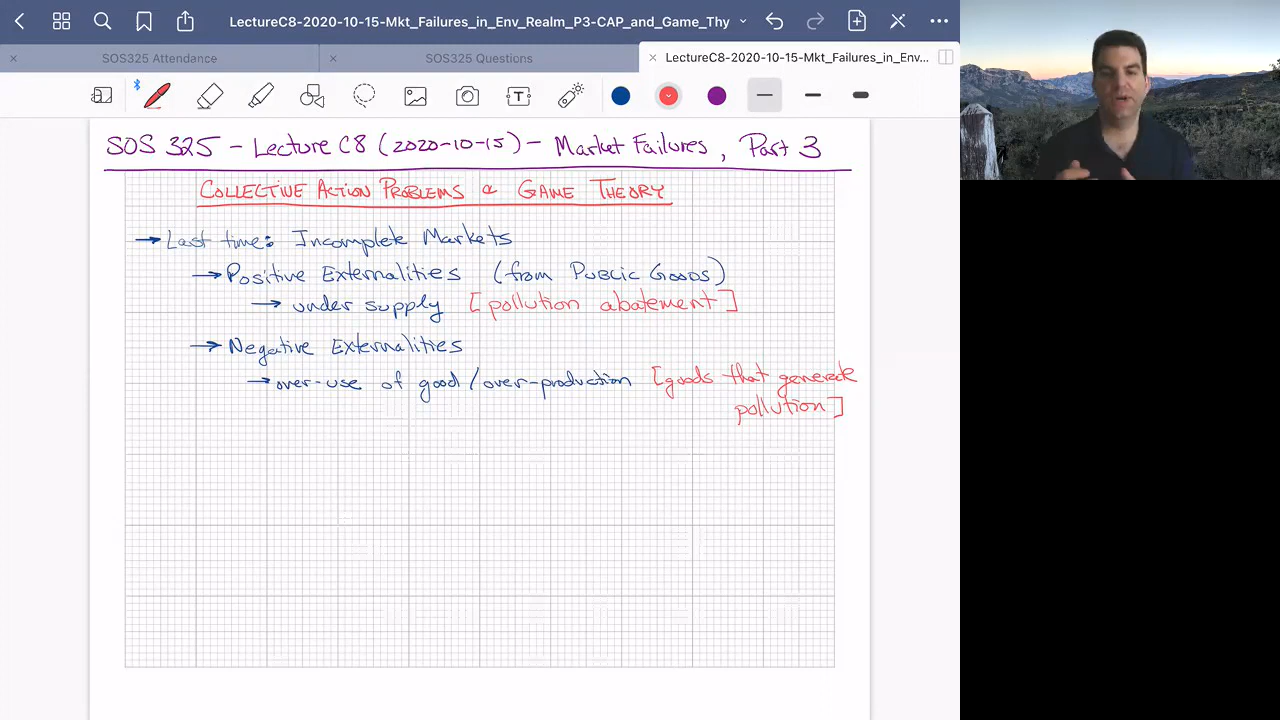 LectureC8-2020-10-15-Mkt_Failures_in_Env_Realm_P3-CAP_and_Game_Thy
SOS325 Attendance
SOS325 Questions
LectureC8-2020-10-15-Mkt_Failures_in_Env...
SOS 325 - Lecture C8 (2020-10-15) - Market Failures, Part 3
COLLECTIVE ACTION PROBLEMS & GAME THEORY
→ Last time: Incomplete Markets
→ Positive Externalities (from PUBLIC GOODS)
→ under supply [pollution abatement]
→ Negative Externalities
→ over-use of good/over-production [goods that generate
pollution]